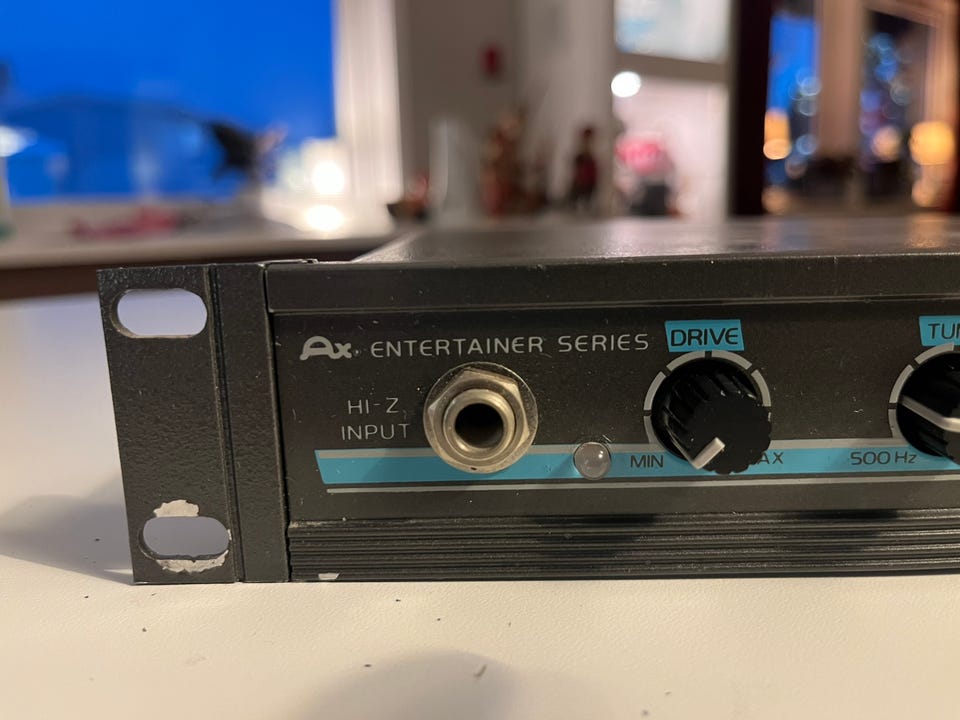 Ax ENTERTAINER SERIES
DRIVE
HI-Z
INPUT
MIN
500 Hz